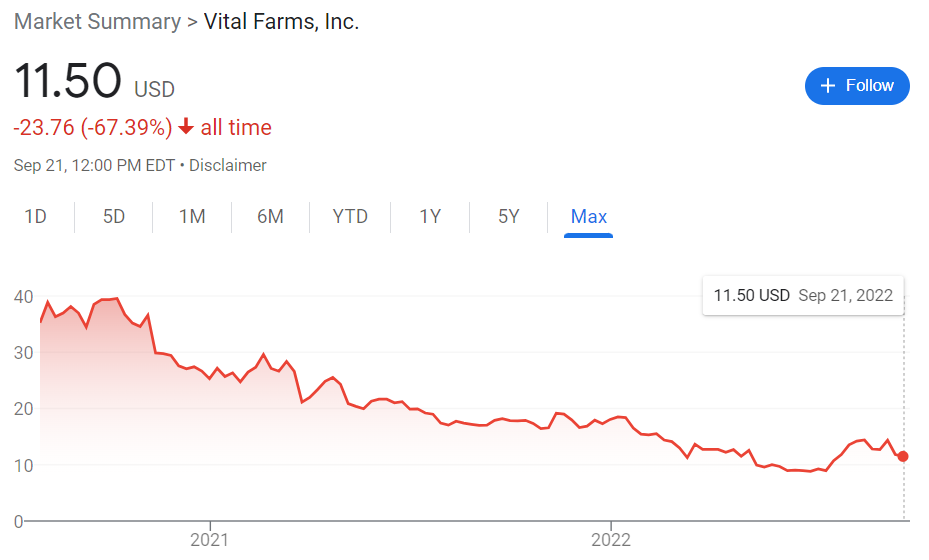 Market Summary > Vital Farms, Inc.
11.50 USD
+ Follow
-23.76 (-67.39%) all time
Sep 21, 12:00 PM EDT • Disclaimer
1D 5D 1M 6M YTD 1Y 5Y Max
11.50 USD Sep 21, 2022
40
30
20
10
0
2021 2022